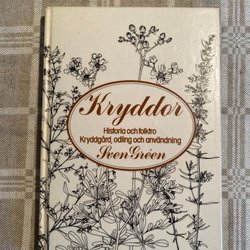 Kryddor
Historia och folktro
Kryddgård, odling och användning
Sven Green